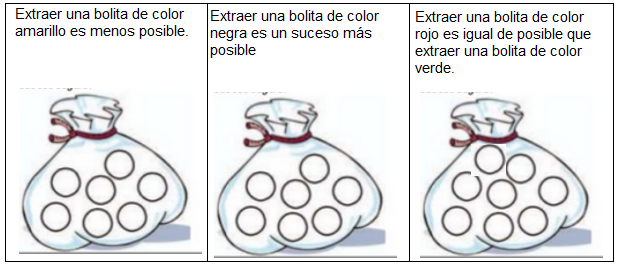 Extraer una bolita de color
amarillo es menos posible.
Extraer una bolita de color
negra es un suceso más
posible
Extraer una bolita de color
rojo es igual de posible que
extraer una bolita de color
verde.